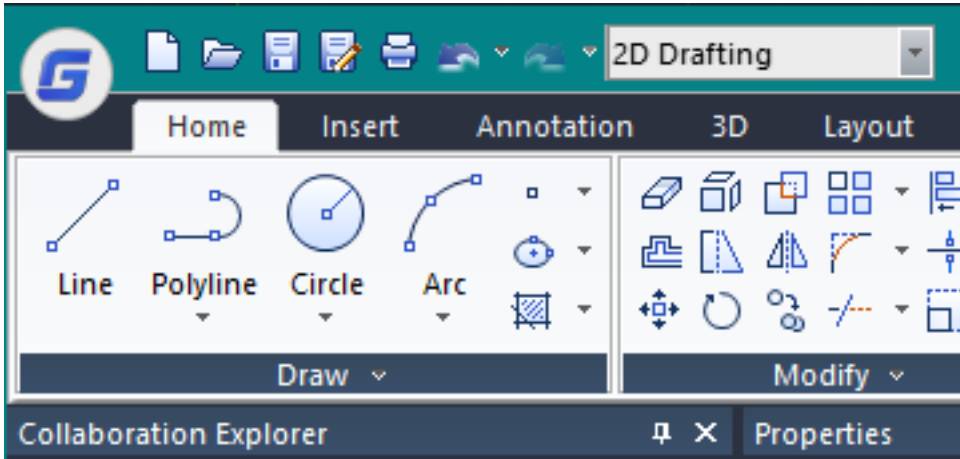 2D Drafting
Home Insert Annotation 3D Layout
Line Polyline Circle Arc
Draw Modify
Collaboration Explorer Properties